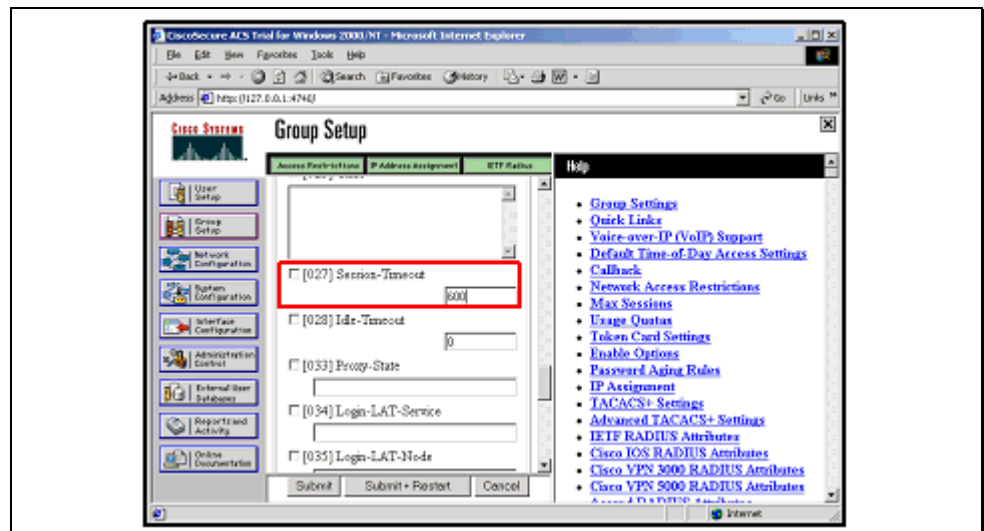 CiscoSecure ACS Trial for Windows 2000/NT - Microsoft Internet Explorer
File Edit View Favorites Tools Help
Back Search Favorites History
Address http://127.0.0.1:4740/ Go Links »
CISCO SYSTEMS
Group Setup
Access Restrictions IP Address Assignment IETF Radius
User Setup
Group Setup
Network Configuration
System Configuration
Interface Configuration
Administration Control
External User Databases
Reports and Activity
Online Documentation
[027] Session-Timeout
600
[028] Idle-Timeout
0
[033] Proxy-State
[034] Login-LAT-Service
[035] Login-LAT-Node
Submit Submit + Restart Cancel
Help
• Group Settings
• Quick Links
• Voice-over-IP (VoIP) Support
• Default Time-of-Day Access Settings
• Callback
• Network Access Restrictions
• Max Sessions
• Usage Quotas
• Token Card Settings
• Enable Options
• Password Aging Rules
• IP Assignment
• TACACS+ Settings
• Advanced TACACS+ Settings
• IETF RADIUS Attributes
• Cisco IOS RADIUS Attributes
• Cisco VPN 3000 RADIUS Attributes
• Cisco VPN 5000 RADIUS Attributes
Internet